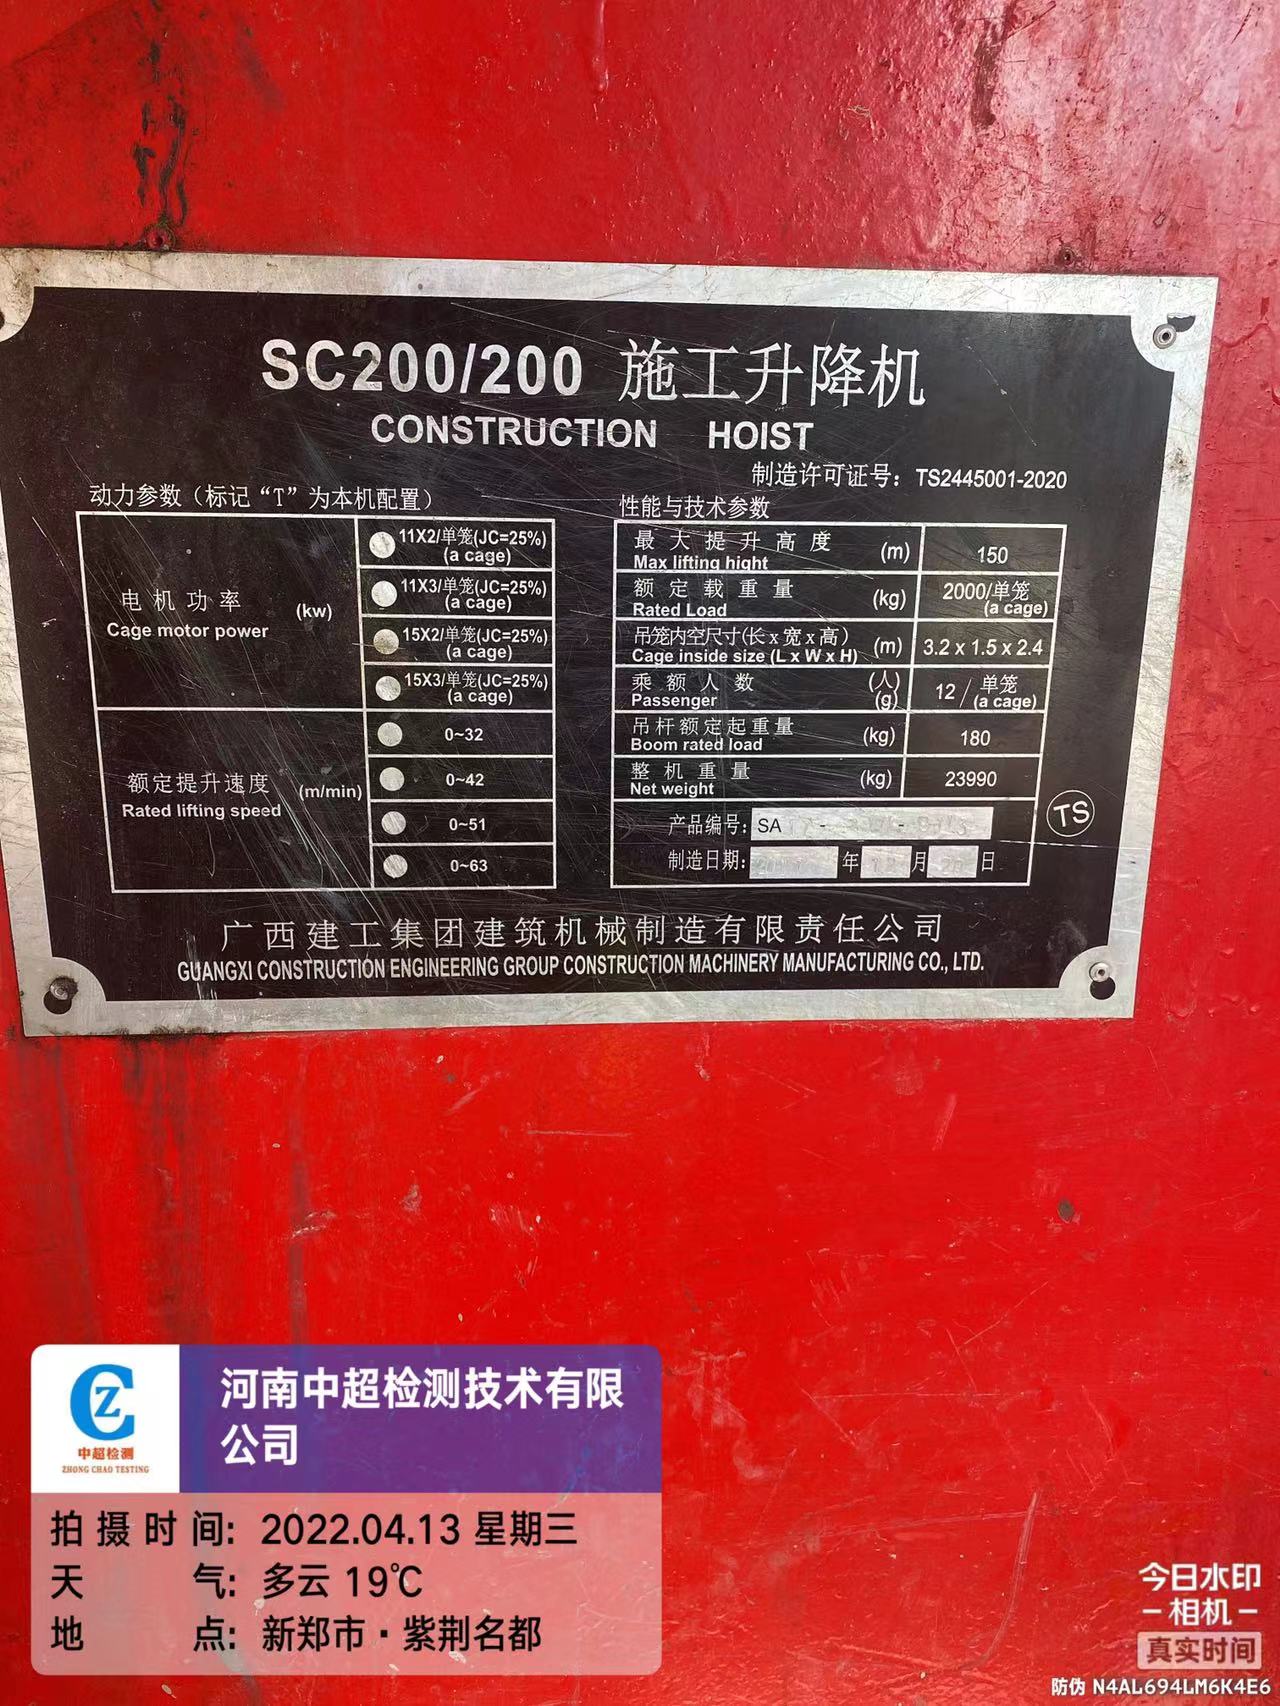 SC200/200 施工升降机
CONSTRUCTION HOIST
制造许可证号：TS2445001-2020
动力参数（标记“T”为本机配置）
电机功率 (kw)
Cage motor power
11X2/单笼(JC=25%)
(a cage)
11X3/单笼(JC=25%)
(a cage)
15X2/单笼(JC=25%)
(a cage)
15X3/单笼(JC=25%)
(a cage)
额定提升速度 (m/min)
Rated lifting speed
0~32
0~42
0~51
0~63
性能与技术参数
最大提升高度 (m) 150
Max lifting hight
额定载重量 (kg) 2000/单笼
Rated Load (a cage)
吊笼内空尺寸(长x宽x高) (m) 3.2 x 1.5 x 2.4
Cage inside size (L x W x H)
乘额人数 (人) 12 / 单笼
Passenger (g) (a cage)
吊杆额定起重量 (kg) 180
Boom rated load
整机重量 (kg) 23990
Net weight
产品编号: SA
制造日期: 年 12 月 日
TS
广西建工集团建筑机械制造有限责任公司
GUANGXI CONSTRUCTION ENGINEERING GROUP CONSTRUCTION MACHINERY MANUFACTURING CO., LTD.
CZ
中超检测
ZHONG CHAO TESTING
河南中超检测技术有限
公司
拍摄时间: 2022.04.13 星期三
天气: 多云 19℃
地点: 新郑市·紫荆名都
今日水印
相机
真实时间
防伪 N4AL694LM6K4E6